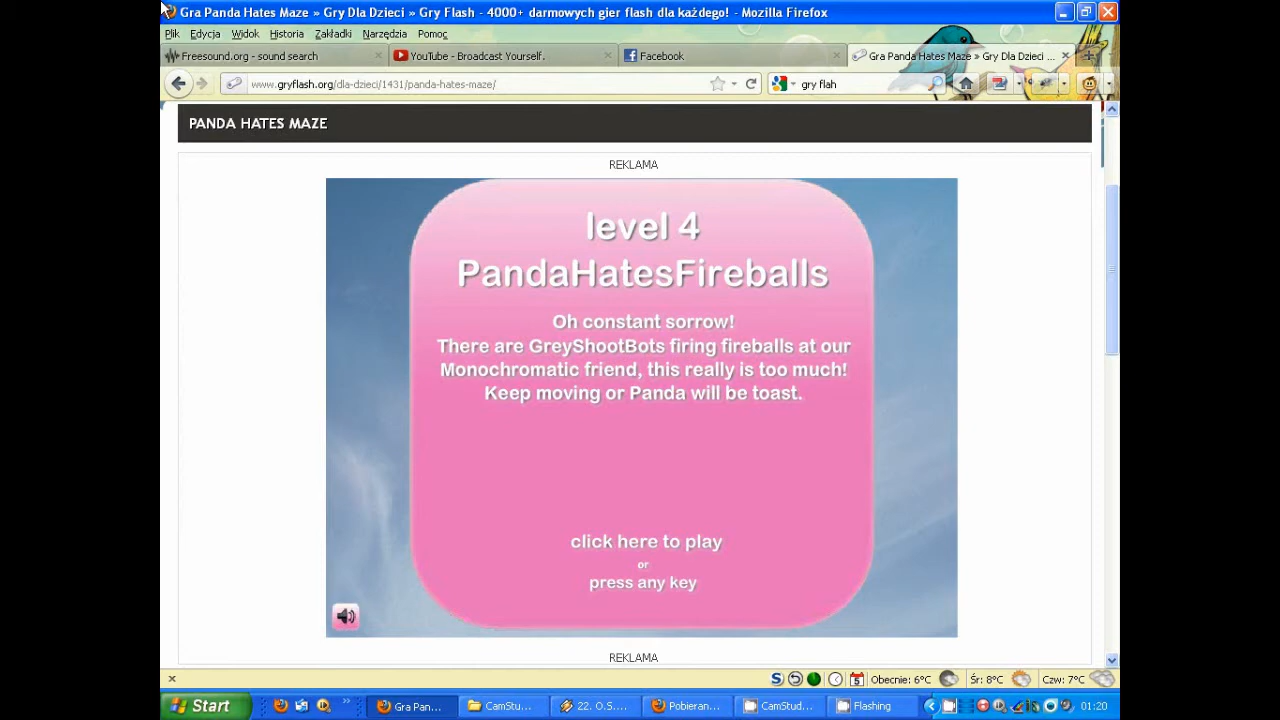 Gra Panda Hates Maze » Gry Dla Dzieci » Gry Flash - 4000+ darmowych gier flash dla każdego! - Mozilla Firefox
Plik Edycja Widok Historia Zakładki Narzędzia Pomoc
Freesound.org - sound search
YouTube - Broadcast Yourself.
Facebook
Gra Panda Hates Maze » Gry Dla Dzieci ...
www.gryflash.org/dla-dzieci/1431/panda-hates-maze/
gry flah
PANDA HATES MAZE
REKLAMA
level 4
PandaHatesFireballs
Oh constant sorrow!
There are GreyShootBots firing fireballs at our
Monochromatic friend, this really is too much!
Keep moving or Panda will be toast.
click here to play
or
press any key
REKLAMA
Obecnie: 6°C Śr: 8°C Czw: 7°C
Start
Gra Pan...
CamStu...
22. O.S....
Pobieran...
CamStud...
Flashing
01:20